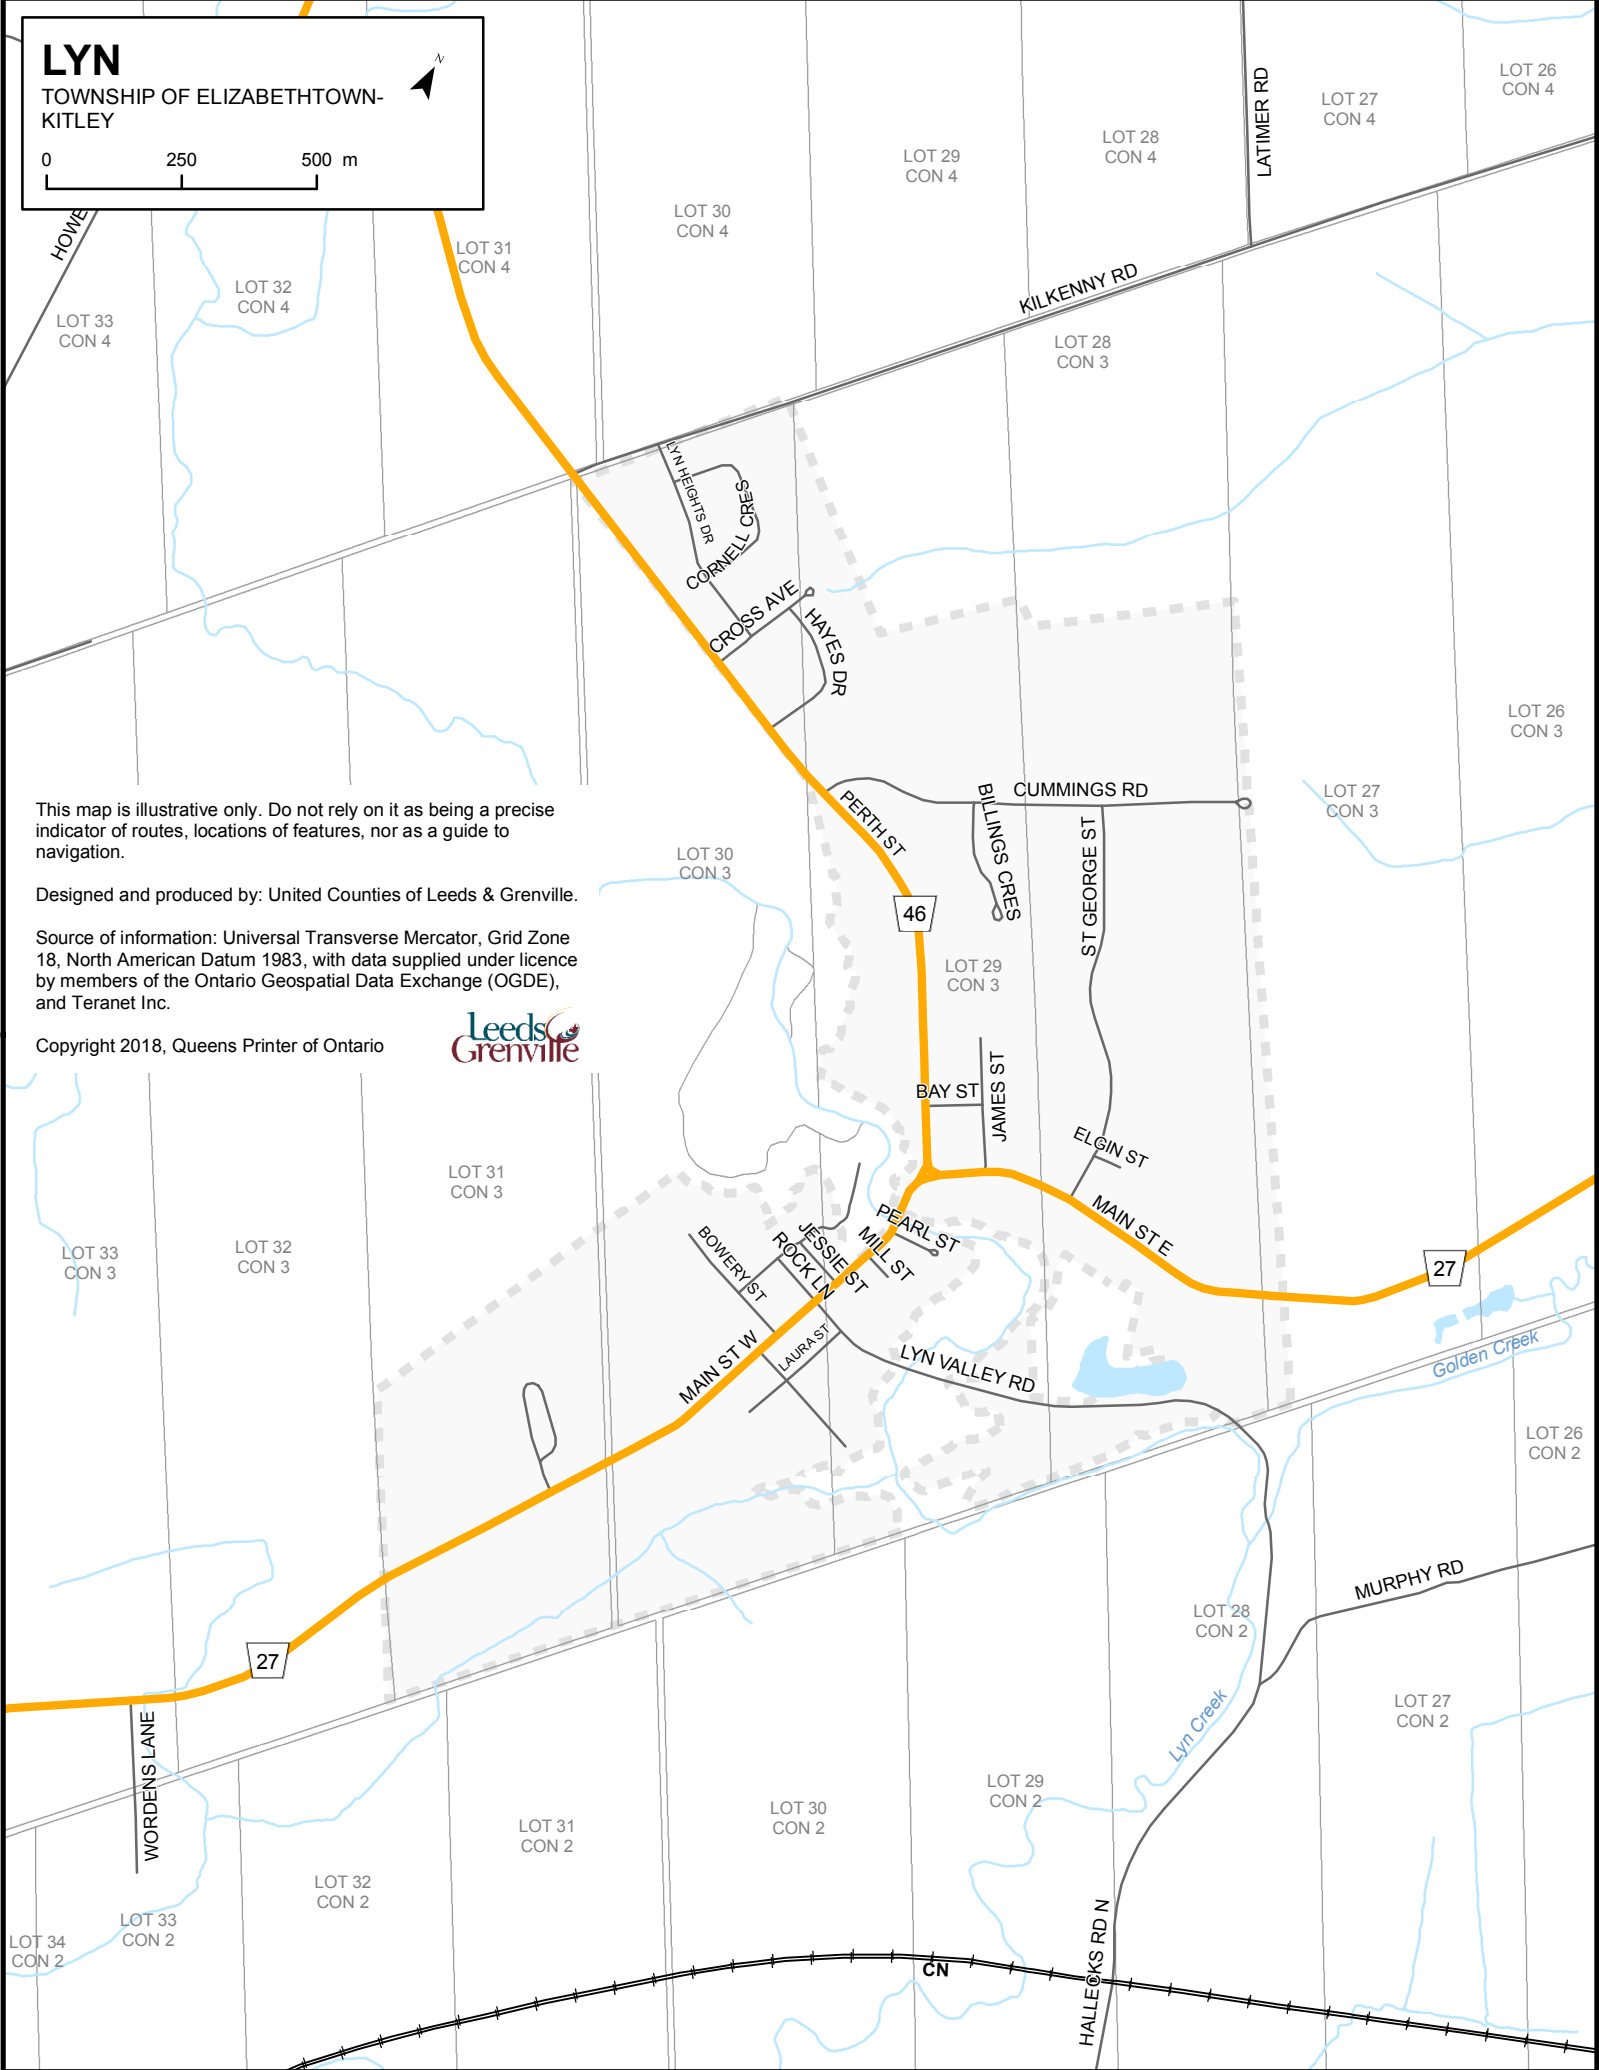 LYN
TOWNSHIP OF ELIZABETHTOWN-
KITLEY
N
0 250 500 m
HOWE
LATIMER RD
LOT 26
CON 4
LOT 27
CON 4
LOT 28
CON 4
LOT 29
CON 4
LOT 30
CON 4
LOT 31
CON 4
LOT 32
CON 4
LOT 33
CON 4
KILKENNY RD
LOT 28
CON 3
LYN HEIGHTS DR
CORNELL CRES
CROSS AVE
HAYES DR
LOT 26
CON 3
LOT 27
CON 3
CUMMINGS RD
BILLINGS CRES
ST GEORGE ST
PERTH ST
46
LOT 30
CON 3
LOT 29
CON 3
This map is illustrative only. Do not rely on it as being a precise
indicator of routes, locations of features, nor as a guide to
navigation.
Designed and produced by: United Counties of Leeds & Grenville.
Source of information: Universal Transverse Mercator, Grid Zone
18, North American Datum 1983, with data supplied under licence
by members of the Ontario Geospatial Data Exchange (OGDE),
and Teranet Inc.
Copyright 2018, Queens Printer of Ontario
Leeds
Grenville
BAY ST
JAMES ST
ELGIN ST
MAIN ST E
LOT 31
CON 3
LOT 32
CON 3
LOT 33
CON 3
PEARL ST
MILL ST
JESSIE ST
ROCK LN
BOWERY ST
LAURA ST
MAIN ST W
LYN VALLEY RD
27
Golden Creek
LOT 26
CON 2
MURPHY RD
LOT 28
CON 2
27
WORDENS LANE
LOT 27
CON 2
Lyn Creek
LOT 29
CON 2
LOT 30
CON 2
LOT 31
CON 2
LOT 32
CON 2
LOT 33
CON 2
LOT 34
CON 2
CN
HALLECKS RD N